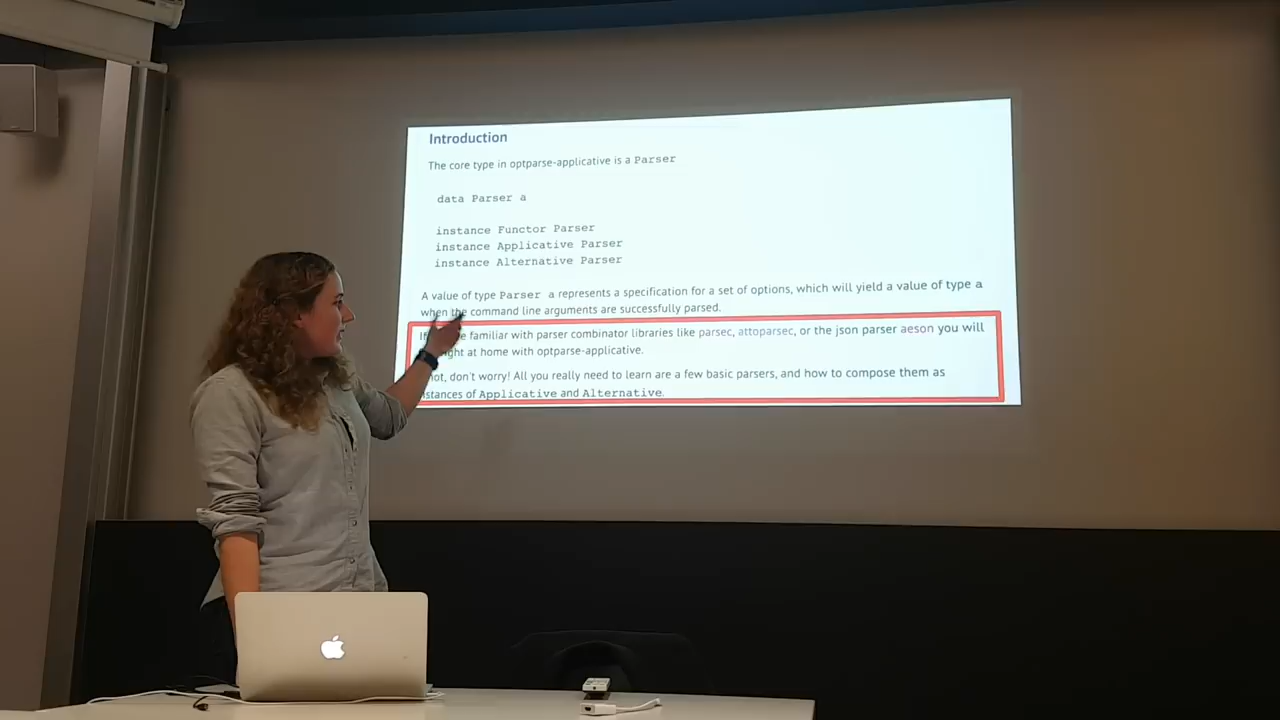 Introduction
The core type in optparse-applicative is a Parser
data Parser a
instance Functor Parser
instance Applicative Parser
instance Alternative Parser
A value of type Parser a represents a specification for a set of options, which will yield a value of type a
when the command line arguments are successfully parsed.
If familiar with parser combinator libraries like parsec, attoparsec, or the json parser aeson you will
at home with optparse-applicative.
not, don't worry! All you really need to learn are a few basic parsers, and how to compose them as
instances of Applicative and Alternative.